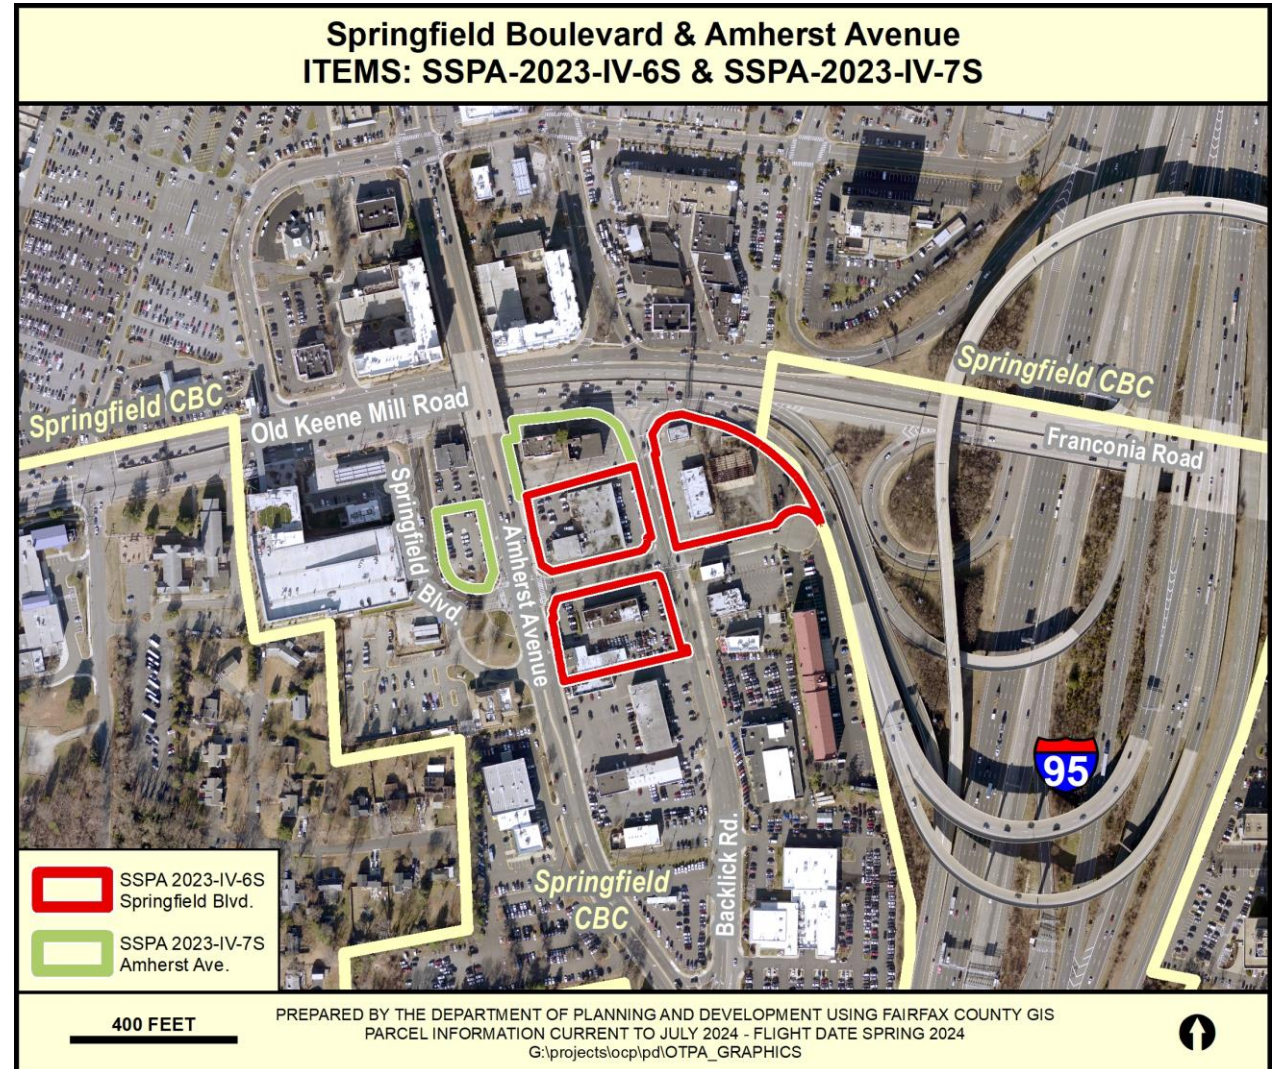 Springfield Boulevard & Amherst Avenue
ITEMS: SSPA-2023-IV-6S & SSPA-2023-IV-7S
Springfield CBC
Springfield CBC
Old Keene Mill Road
Franconia Road
Springfield Blvd.
Amherst Avenue
95
Backlick Rd.
Springfield
CBC
SSPA 2023-IV-6S
Springfield Blvd.
SSPA 2023-IV-7S
Amherst Ave.
400 FEET
PREPARED BY THE DEPARTMENT OF PLANNING AND DEVELOPMENT USING FAIRFAX COUNTY GIS
PARCEL INFORMATION CURRENT TO JULY 2024 - FLIGHT DATE SPRING 2024
G:\projects\ocp\pd\OTPA_GRAPHICS